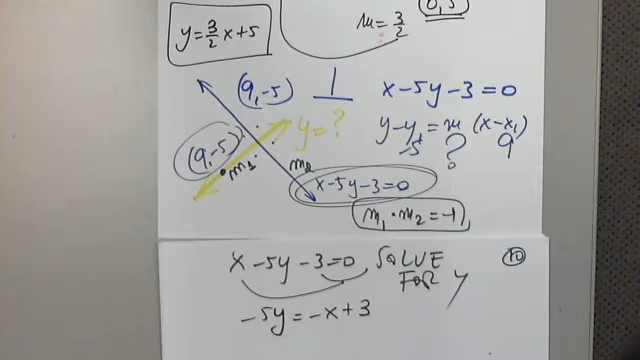 y = 3/2 x + 5
m = 3/2
(0,5)
(9,-5) ⊥ x - 5y - 3 = 0
y = ?
y - y1 = m (x - x1)
-5 ? 9
(9,-5)
m1
m2
x - 5y - 3 = 0
m1 · m2 = -1
x - 5y - 3 = 0 SOLVE
FOR y
10
-5y = -x + 3